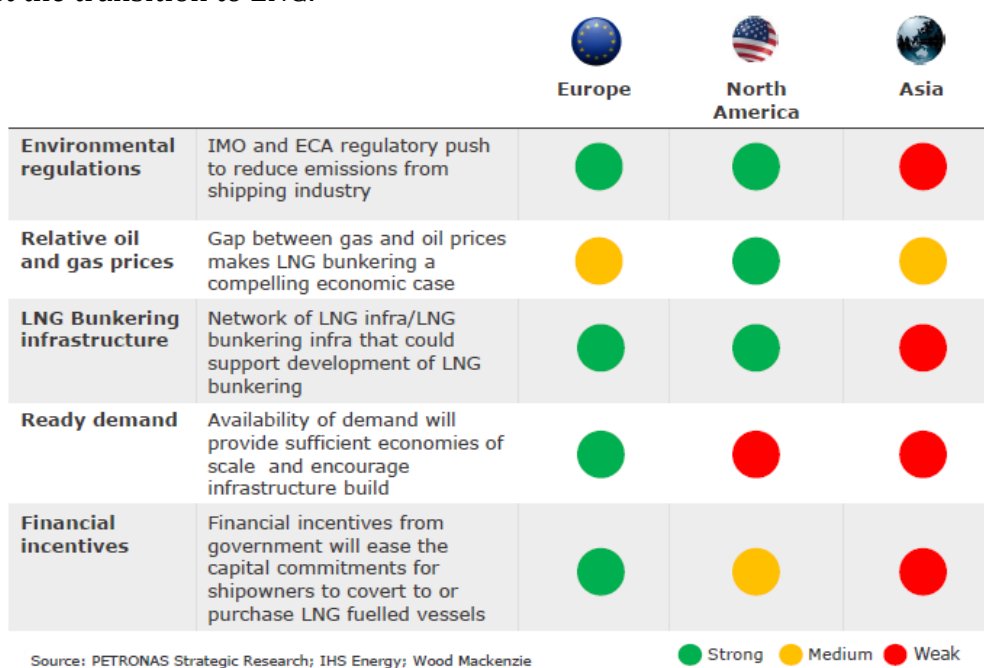 Europe
North
America
Asia
Environmental
regulations
IMO and ECA regulatory push
to reduce emissions from
shipping industry
Relative oil
and gas prices
Gap between gas and oil prices
makes LNG bunkering a
compelling economic case
LNG Bunkering
infrastructure
Network of LNG infra/LNG
bunkering infra that could
support development of LNG
bunkering
Ready demand
Availability of demand will
provide sufficient economies of
scale and encourage
infrastructure build
Financial
incentives
Financial incentives from
government will ease the
capital commitments for
shipowners to covert to or
purchase LNG fuelled vessels
Source: PETRONAS Strategic Research; IHS Energy; Wood Mackenzie
Strong
Medium
Weak